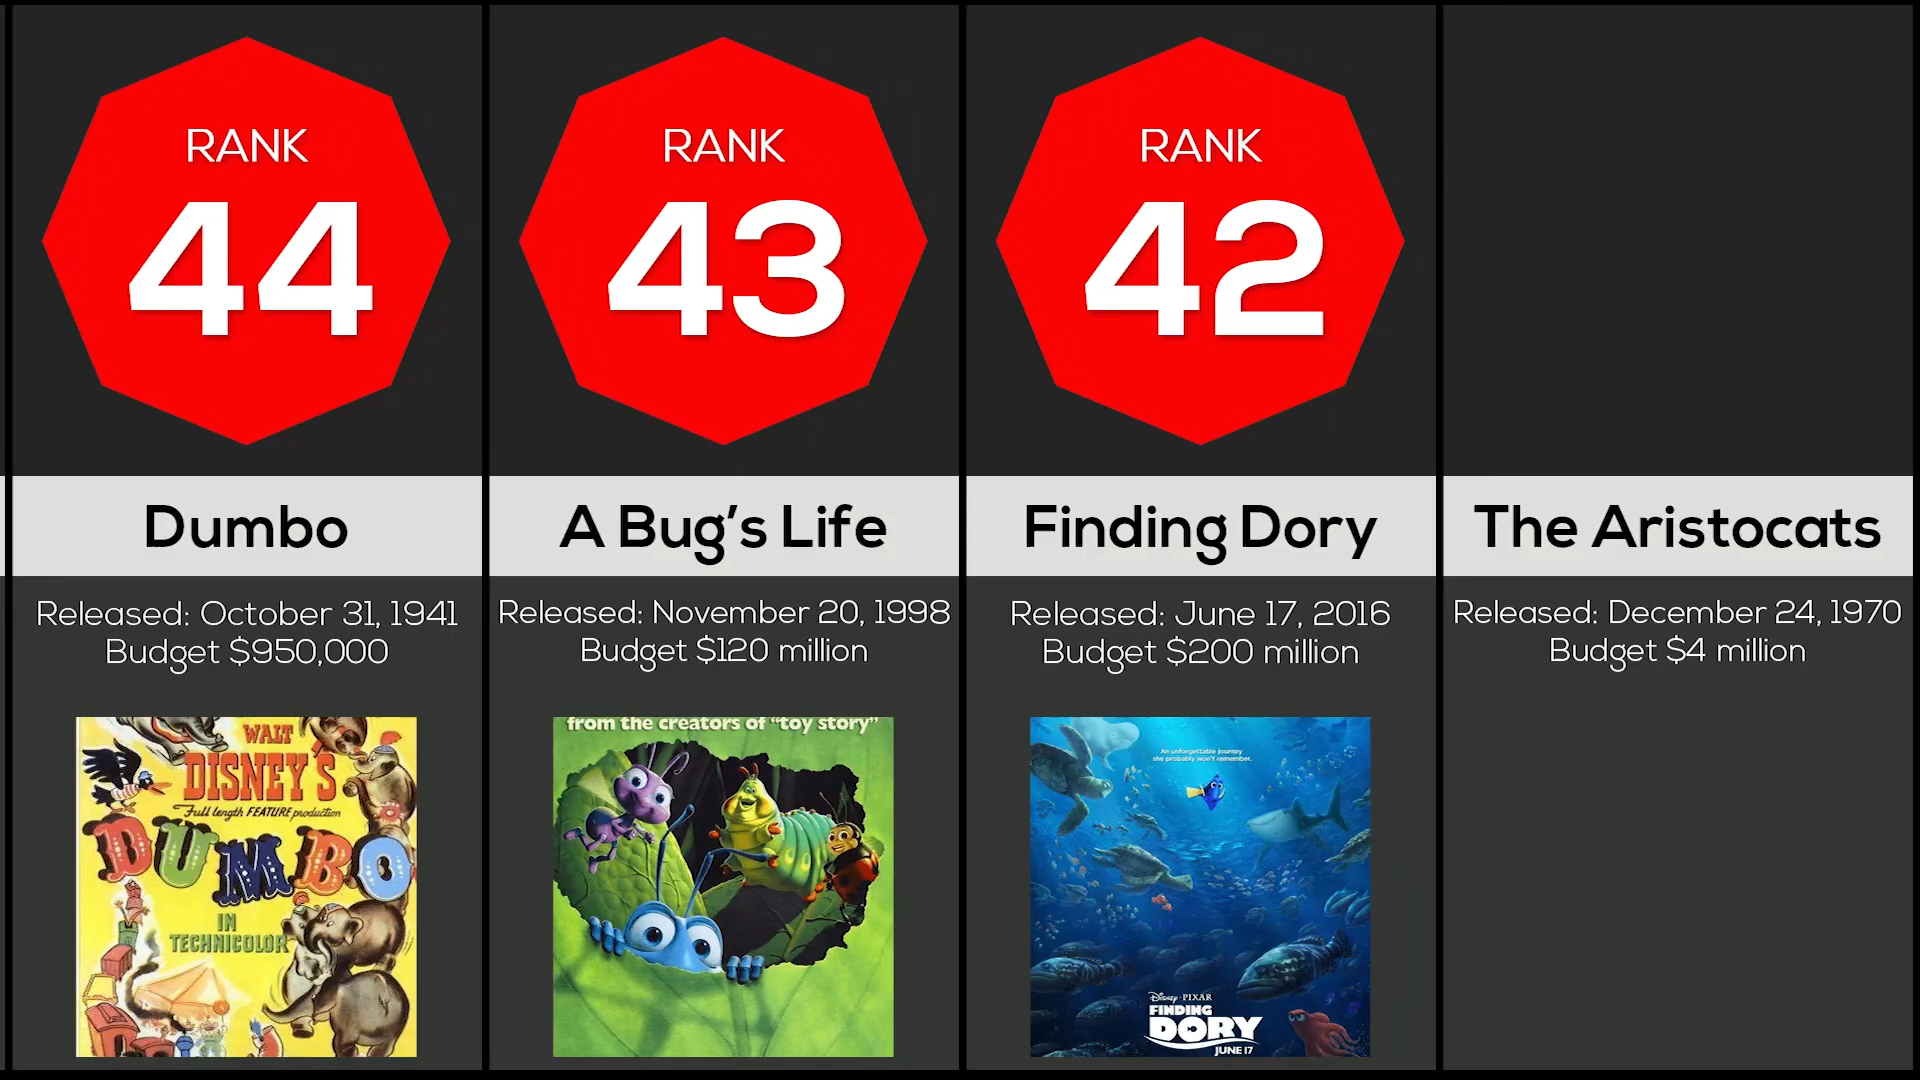 RANK
44
Dumbo
Released: October 31, 1941
Budget $950,000
WALT
DISNEY'S
Full length FEATURE production
DUMBO
IN
TECHNICOLOR
RANK
43
A Bug's Life
Released: November 20, 1998
Budget $120 million
from the creators of "toy story"
RANK
42
Finding Dory
Released: June 17, 2016
Budget $200 million
An unforgettable journey
she probably won't remember.
Disney · PIXAR
FINDING
DORY
JUNE 17
The Aristocats
Released: December 24, 1970
Budget $4 million